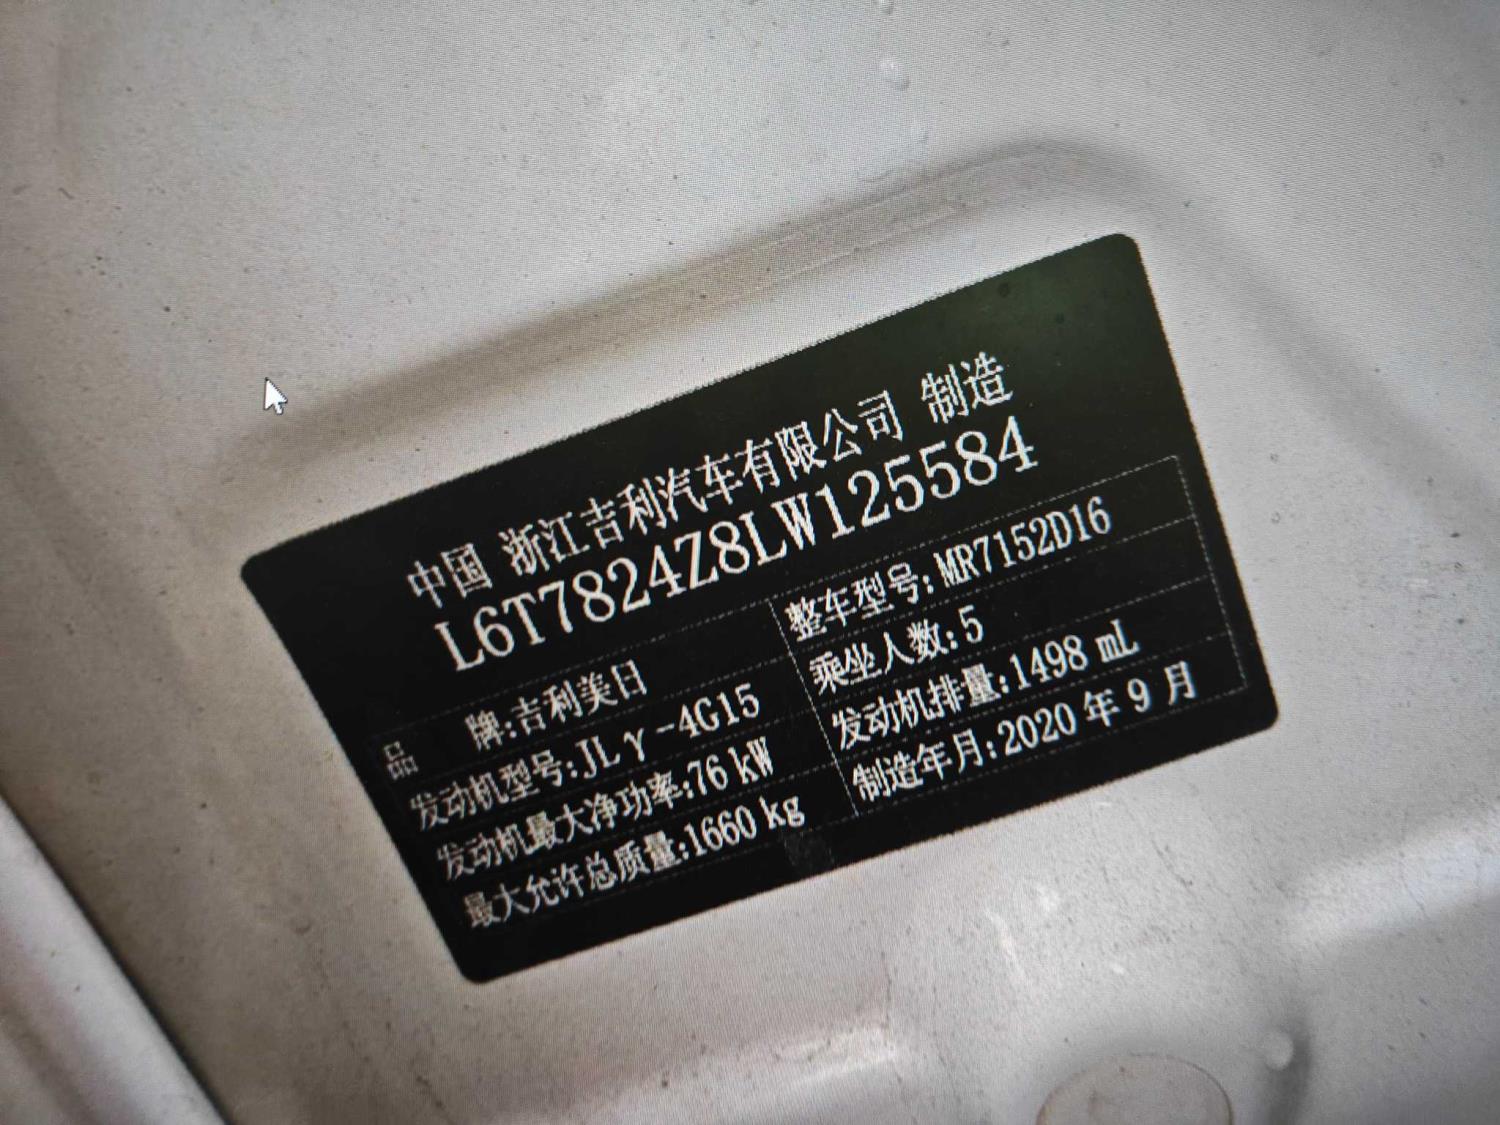 中国 浙江吉利汽车有限公司 制造
L6T7824Z8LW125584
品 牌:吉利美日
整车型号:MR7152D16
发动机型号:JLγ-4G15
乘坐人数:5
发动机最大净功率:76 kW
发动机排量:1498 mL
最大允许总质量:1660 kg
制造年月:2020 年 9 月